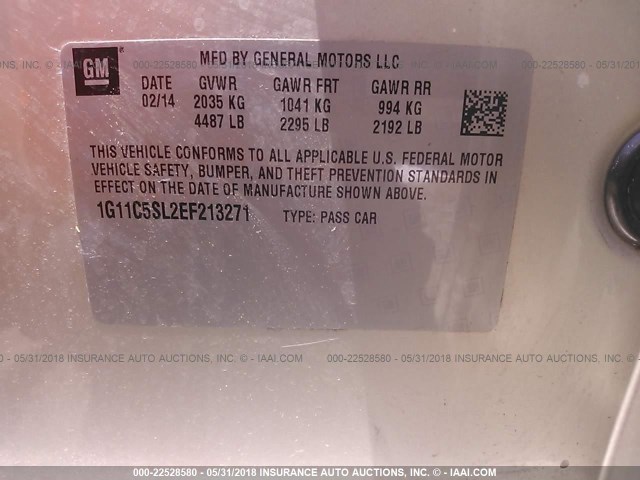 000-22528580 - 05/31/2018 INSURANCE AUTO AUCTIONS, INC. © - IAAI.COM
GM
MFD BY GENERAL MOTORS LLC
DATE GVWR GAWR FRT GAWR RR
02/14 2035 KG 1041 KG 994 KG
4487 LB 2295 LB 2192 LB
THIS VEHICLE CONFORMS TO ALL APPLICABLE U.S. FEDERAL MOTOR
VEHICLE SAFETY, BUMPER, AND THEFT PREVENTION STANDARDS IN
EFFECT ON THE DATE OF MANUFACTURE SHOWN ABOVE.
1G11C5SL2EF213271 TYPE: PASS CAR
000-22528580 - 05/31/2018 INSURANCE AUTO AUCTIONS, INC. © - IAAI.COM
000-22528580 - 05/31/2018 INSURANCE AUTO AUCTIONS, INC. © - IAAI.COM